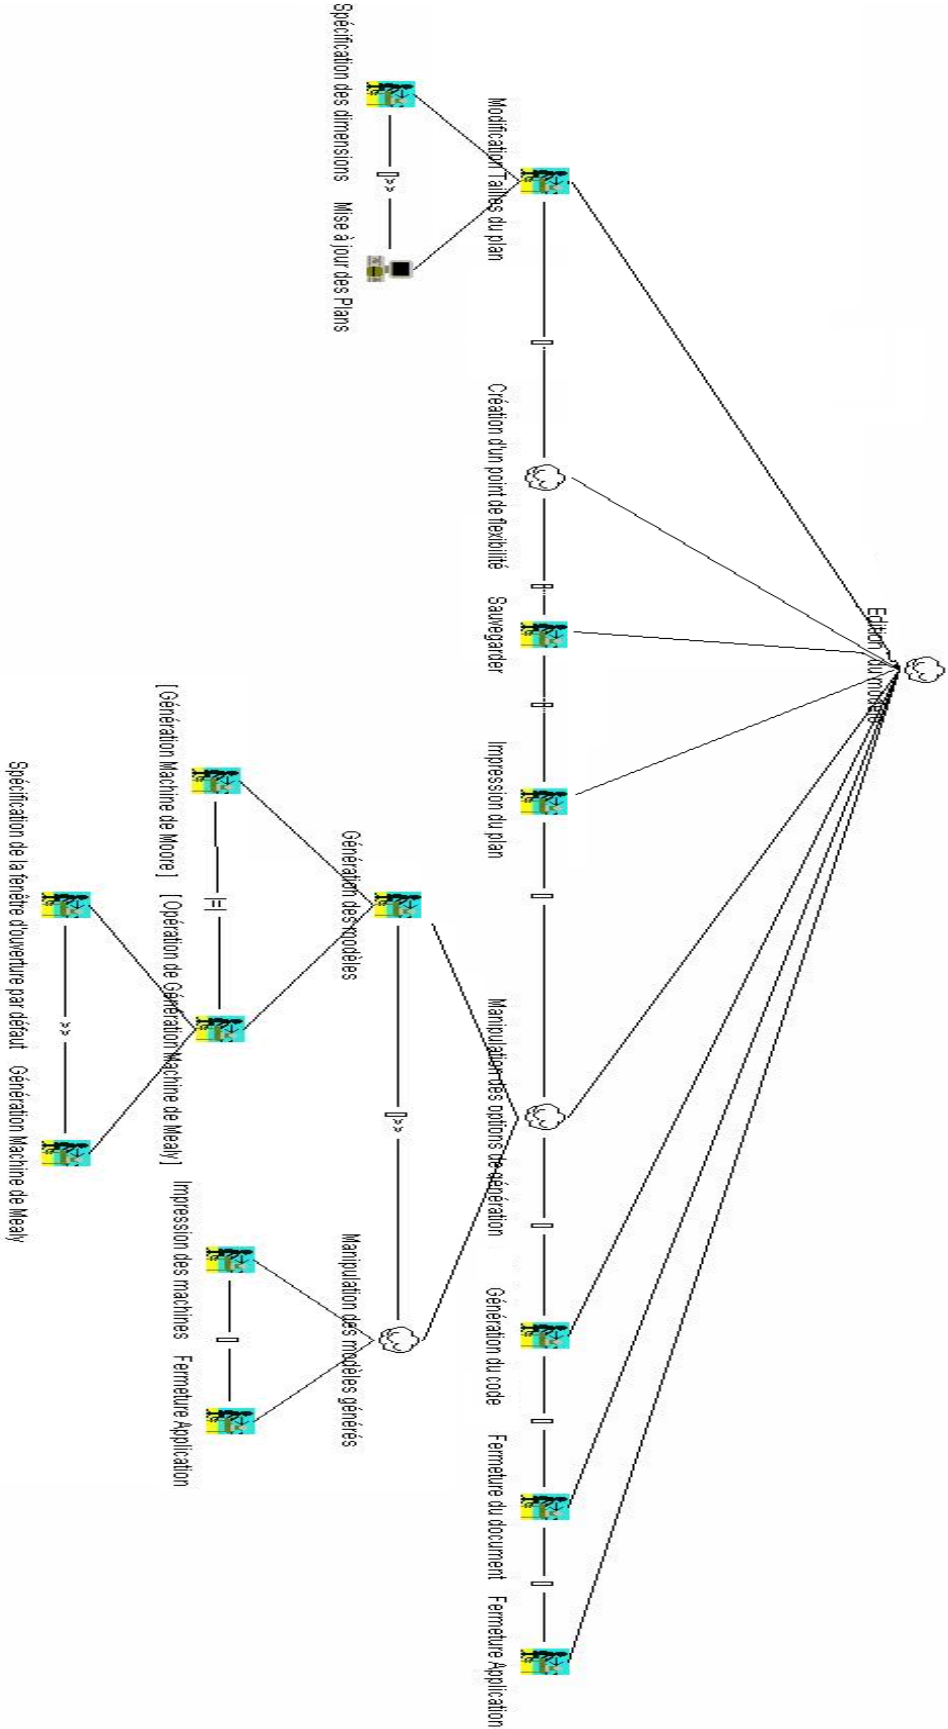 Edition du modèle
Modification Tailles du plan
Création d'un point de flexibilité
Sauvegarder
Impression du plan
Manipulation des options de génération
Génération du code
Fermeture du document
Fermeture Application
[]
[]
[]
[]
[]
[]
[]
Spécification des dimensions
[]>>
Mise à jour des Plans
Génération des modèles
[]>>
Manipulation des modèles générés
[ Génération Machine de Moore ]
|=|
[ Opération de Génération Machine de Mealy ]
Impression des machines
[]
Fermeture Application
Spécification de la fenêtre d'ouverture par défaut
>>
Génération Machine de Mealy